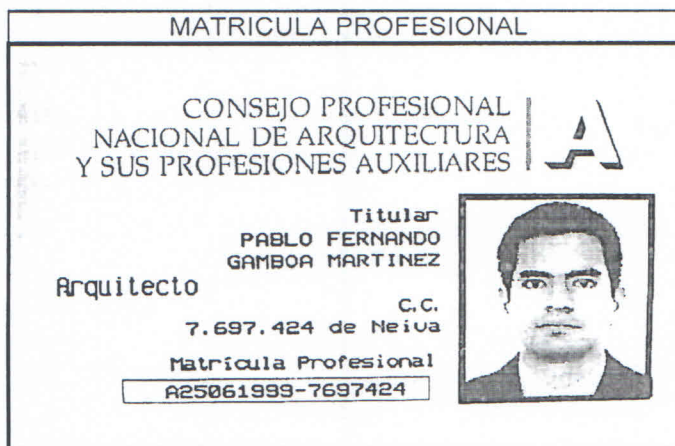 MATRICULA PROFESIONAL
CONSEJO PROFESIONAL
NACIONAL DE ARQUITECTURA
Y SUS PROFESIONES AUXILIARES
A
Titular
PABLO FERNANDO
GAMBOA MARTINEZ
Arquitecto
C.C.
7.697.424 de Neiva
Matrícula Profesional
A25061999-7697424